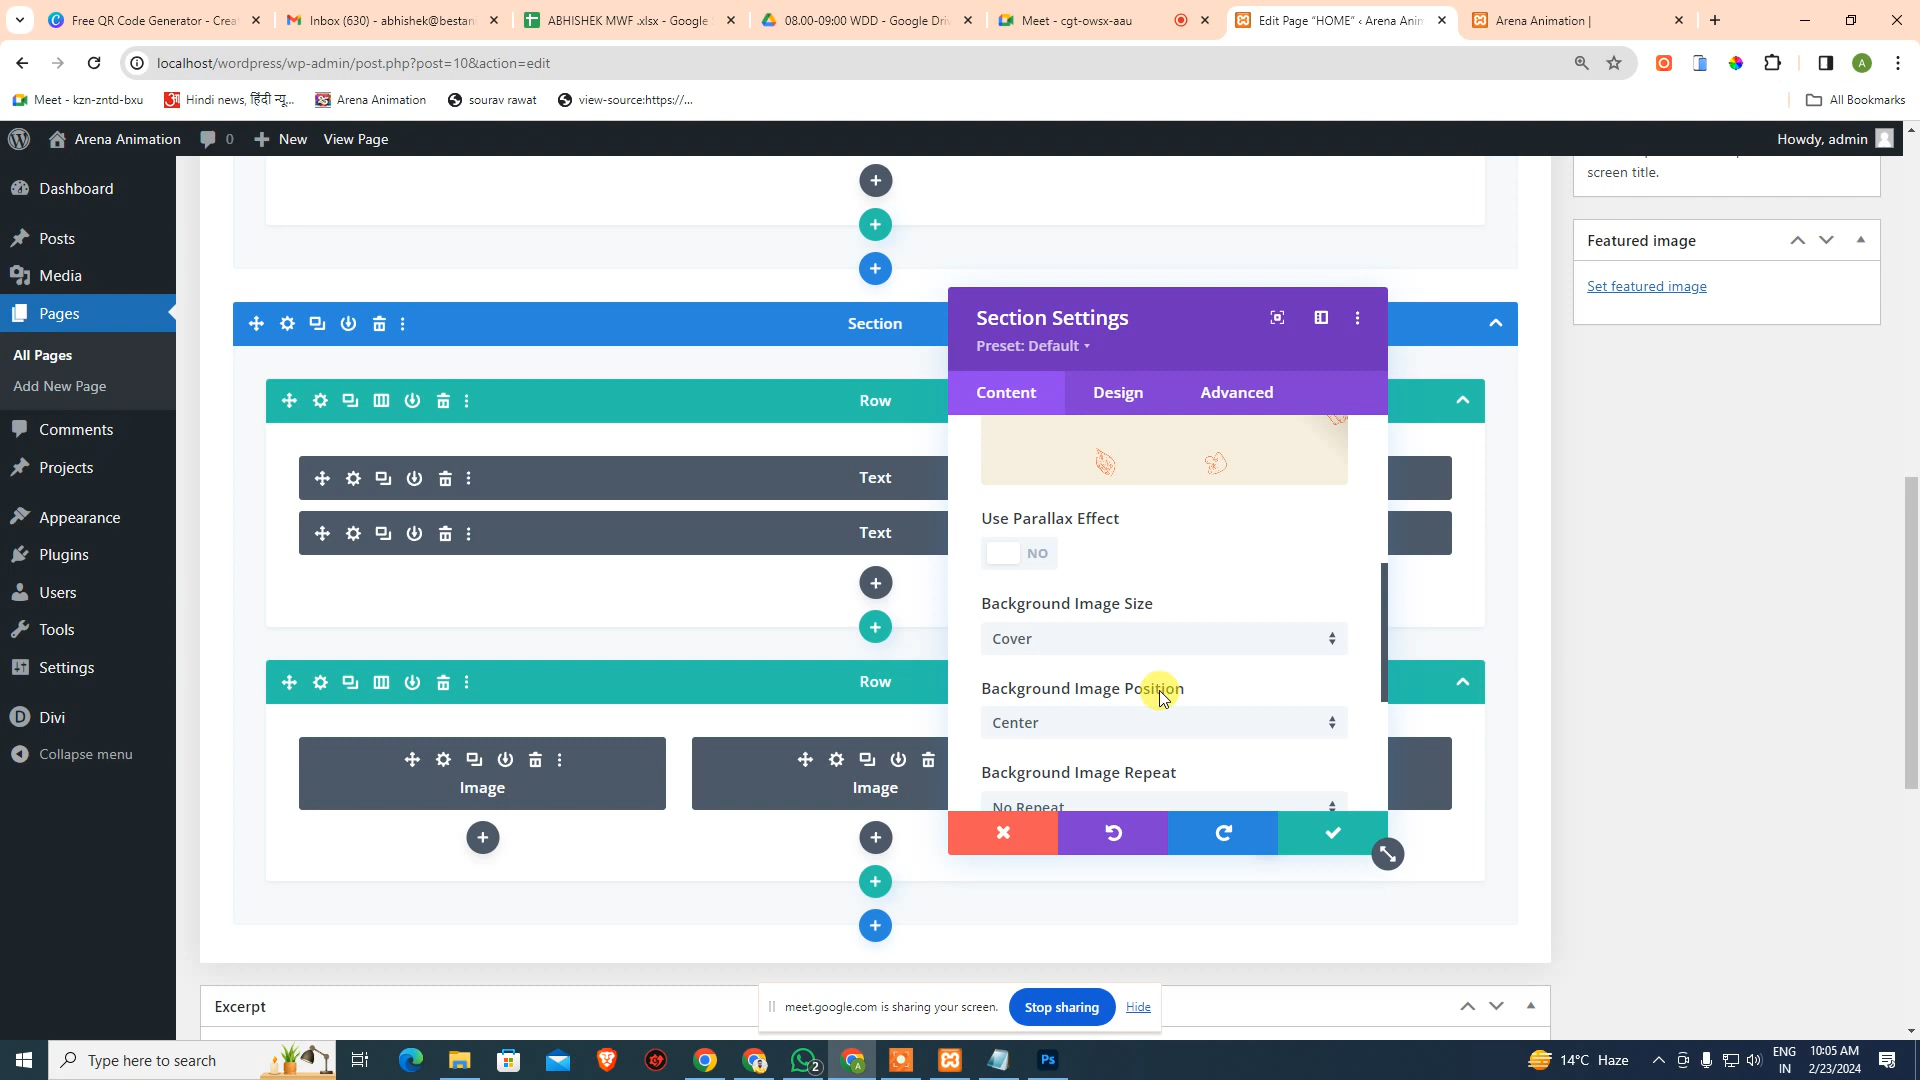 Free QR Code Generator - Crea
Inbox (630) - abhishek@bestan
ABHISHEK MWF .xlsx - Google
08.00-09:00 WDD - Google Dri
Meet - cgt-owsx-aau
Edit Page “HOME” ‹ Arena Anim
Arena Animation |
localhost/wordpress/wp-admin/post.php?post=10&action=edit
A
Meet - kzn-zntd-bxu
Hindi news, हिंदी न्यू...
Arena Animation
sourav rawat
view-source:https://...
All Bookmarks
Arena Animation
0
New
View Page
Howdy, admin
Dashboard
Posts
Media
Pages
All Pages
Add New Page
Comments
Projects
Appearance
Plugins
Users
Tools
Settings
Divi
Collapse menu
screen title.
Featured image
Set featured image
Section
Row
Text
Text
Row
Image
Image
Section Settings
Preset: Default
Content
Design
Advanced
Use Parallax Effect
NO
Background Image Size
Cover
Background Image Position
Center
Background Image Repeat
No Repeat
Excerpt
meet.google.com is sharing your screen.
Stop sharing
Hide
Type here to search
2
A
Ps
14°C Haze
ENG
IN
10:05 AM
2/23/2024